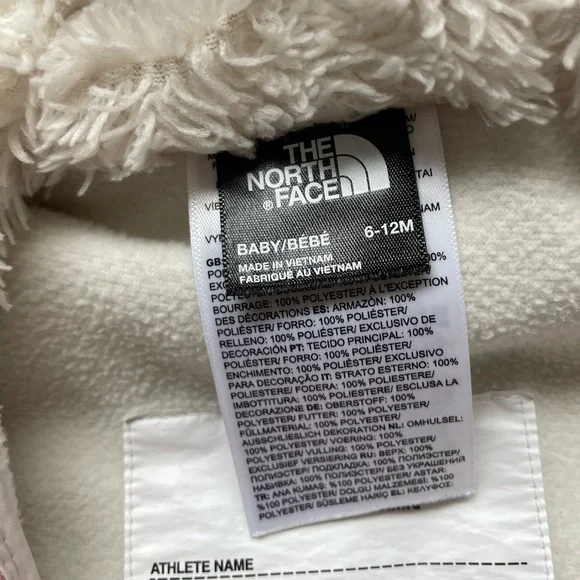 THE
NORTH
®FACE
BABY/BÉBÉ 6-12M
MADE IN VIETNAM
FABRIQUÉ AU VIETNAM
BOURRAGE: 100% POLYESTER/ À L'EXCEPTION
DES DÉCORATIONS ES: ARMAZÓN: 100%
POLIÉSTER/ FORRO: 100% POLIÉSTER/
RELLENO: 100% POLIÉSTER/ EXCLUSIVO DE
DECORACIÓN PT: TECIDO PRINCIPAL: 100%
POLIÉSTER/ FORRO: 100% POLIÉSTER/
ENCHIMENTO: 100% POLIÉSTER/ EXCLUSIVO
PARA DECORAÇÃO IT: STRATO ESTERNO: 100%
POLIESTERE/ FODERA: 100% POLIESTERE/
IMBOTTITURA: 100% POLIESTERE/ ESCLUSA LA
DECORAZIONE DE: OBERSTOFF: 100%
POLYESTER/ FUTTER: 100% POLYESTER/
FÜLLMATERIAL: 100% POLYESTER/
AUSSCHLIESSLICH DEKORATION NL: OMHULSEL:
100% POLYESTER/ VOERING: 100%
POLYESTER/ VULLING: 100% POLYESTER/
EXCLUSIEF VERSIERING RU: ВЕРХ: 100%
ПОЛИЭСТЕР/ ПОДКЛАДКА: 100% ПОЛИЭСТЕР/
НАПОЛНИТЕЛЬ: 100% ПОЛИЭСТЕР/ БЕЗ УКРАШЕНИЙ
TR: ANA KUMAŞ: %100 POLYESTER/ ASTAR:
%100 POLYESTER/ DOLGU MALZEMESI: %100
POLYESTER/ SÜSLEME HARİÇ EL: ΚΕΛΥΦΟΣ:
ATHLETE NAME